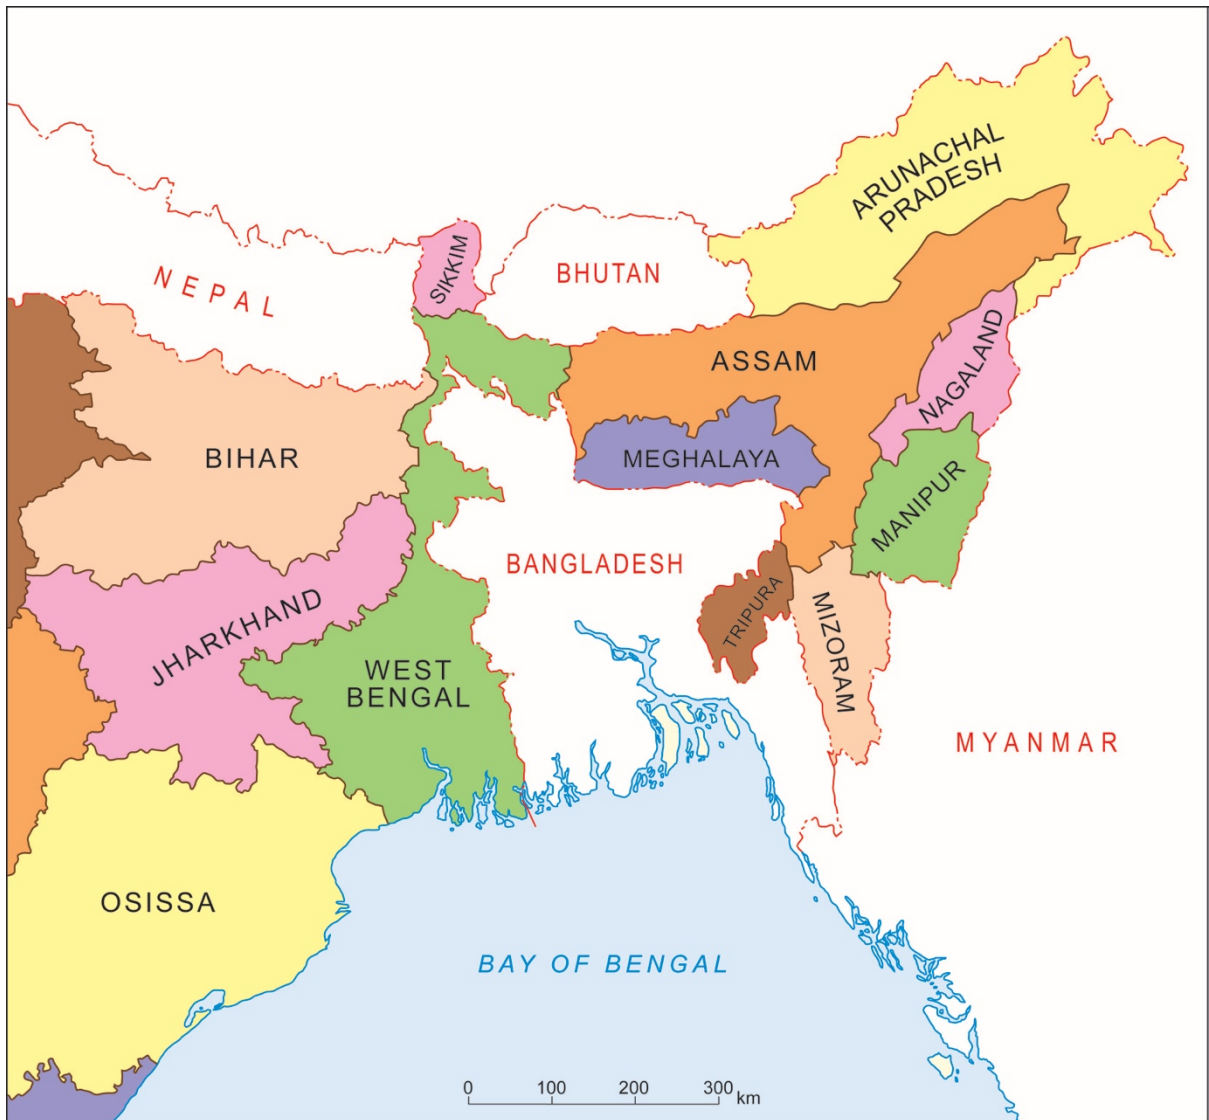 ARUNACHAL
PRADESH
SIKKIM
NEPAL
BHUTAN
ASSAM
NAGALAND
BIHAR
MEGHALAYA
MANIPUR
BANGLADESH
JHARKHAND
TRIPURA
MIZORAM
WEST
BENGAL
MYANMAR
OSISSA
BAY OF BENGAL
0 100 200 300 km